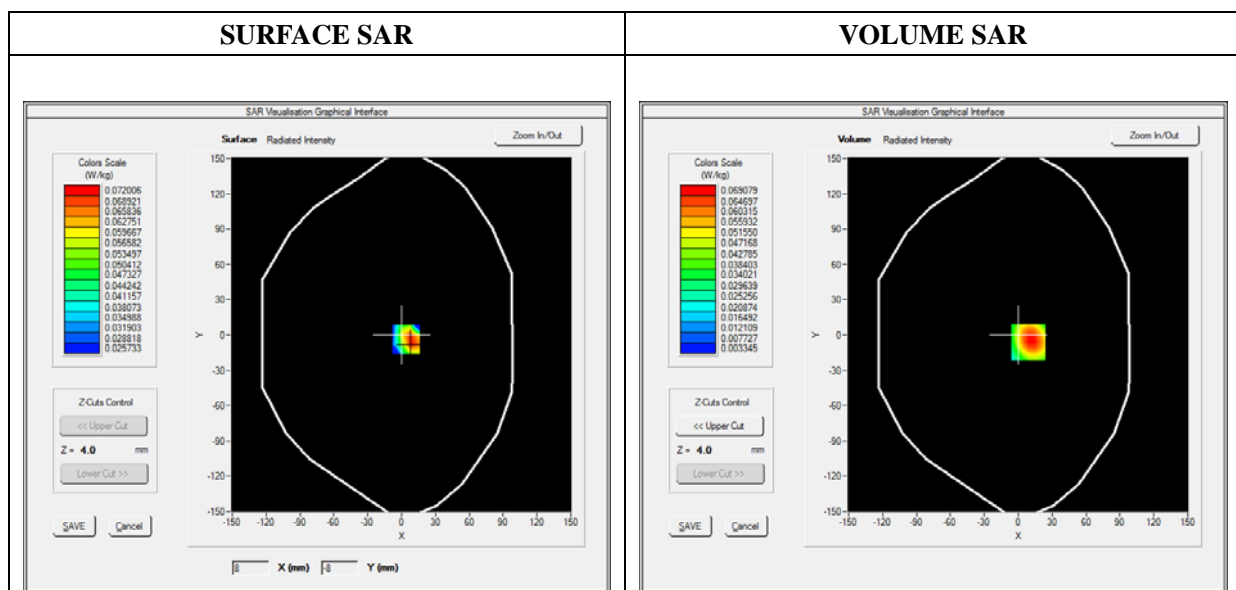 SURFACE SAR
VOLUME SAR
SAR Visualisation Graphical Interface
Surface Radiated Intensity
Zoom In/Out
Colors Scale
(W/kg)
0.072006
0.068921
0.065836
0.062751
0.059667
0.056582
0.053497
0.050412
0.047327
0.044242
0.041157
0.038073
0.034988
0.031903
0.028818
0.025733
Z-Cuts Control
<< Upper Cut
Z = 4.0 mm
Lower Cut >>
SAVE Cancel
150
120
90
60
30
0
-30
-60
-90
-120
-150
Y
-150 -120 -90 -60 -30 0 30 60 90 120 150
X
8 X (mm) -8 Y (mm)
SAR Visualisation Graphical Interface
Volume Radiated Intensity
Zoom In/Out
Colors Scale
(W/kg)
0.069079
0.064697
0.060315
0.055932
0.051550
0.047168
0.042785
0.038403
0.034021
0.029639
0.025256
0.020874
0.016492
0.012109
0.007727
0.003345
Z-Cuts Control
<< Upper Cut
Z = 4.0 mm
Lower Cut >>
SAVE Cancel
150
120
90
60
30
0
-30
-60
-90
-120
-150
Y
-150 -120 -90 -60 -30 0 30 60 90 120 150
X